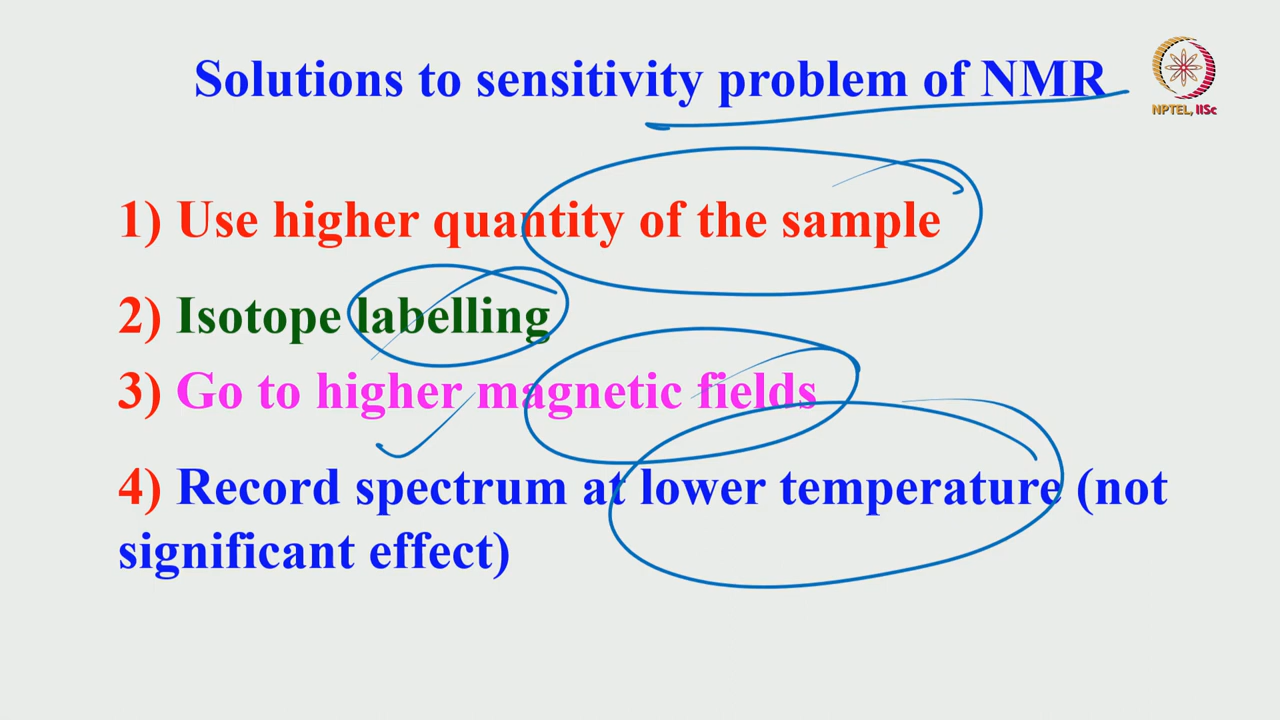 Solutions to sensitivity problem of NMR
NPTEL, IISc
1) Use higher quantity of the sample
2) Isotope labelling
3) Go to higher magnetic fields
4) Record spectrum at lower temperature (not
significant effect)